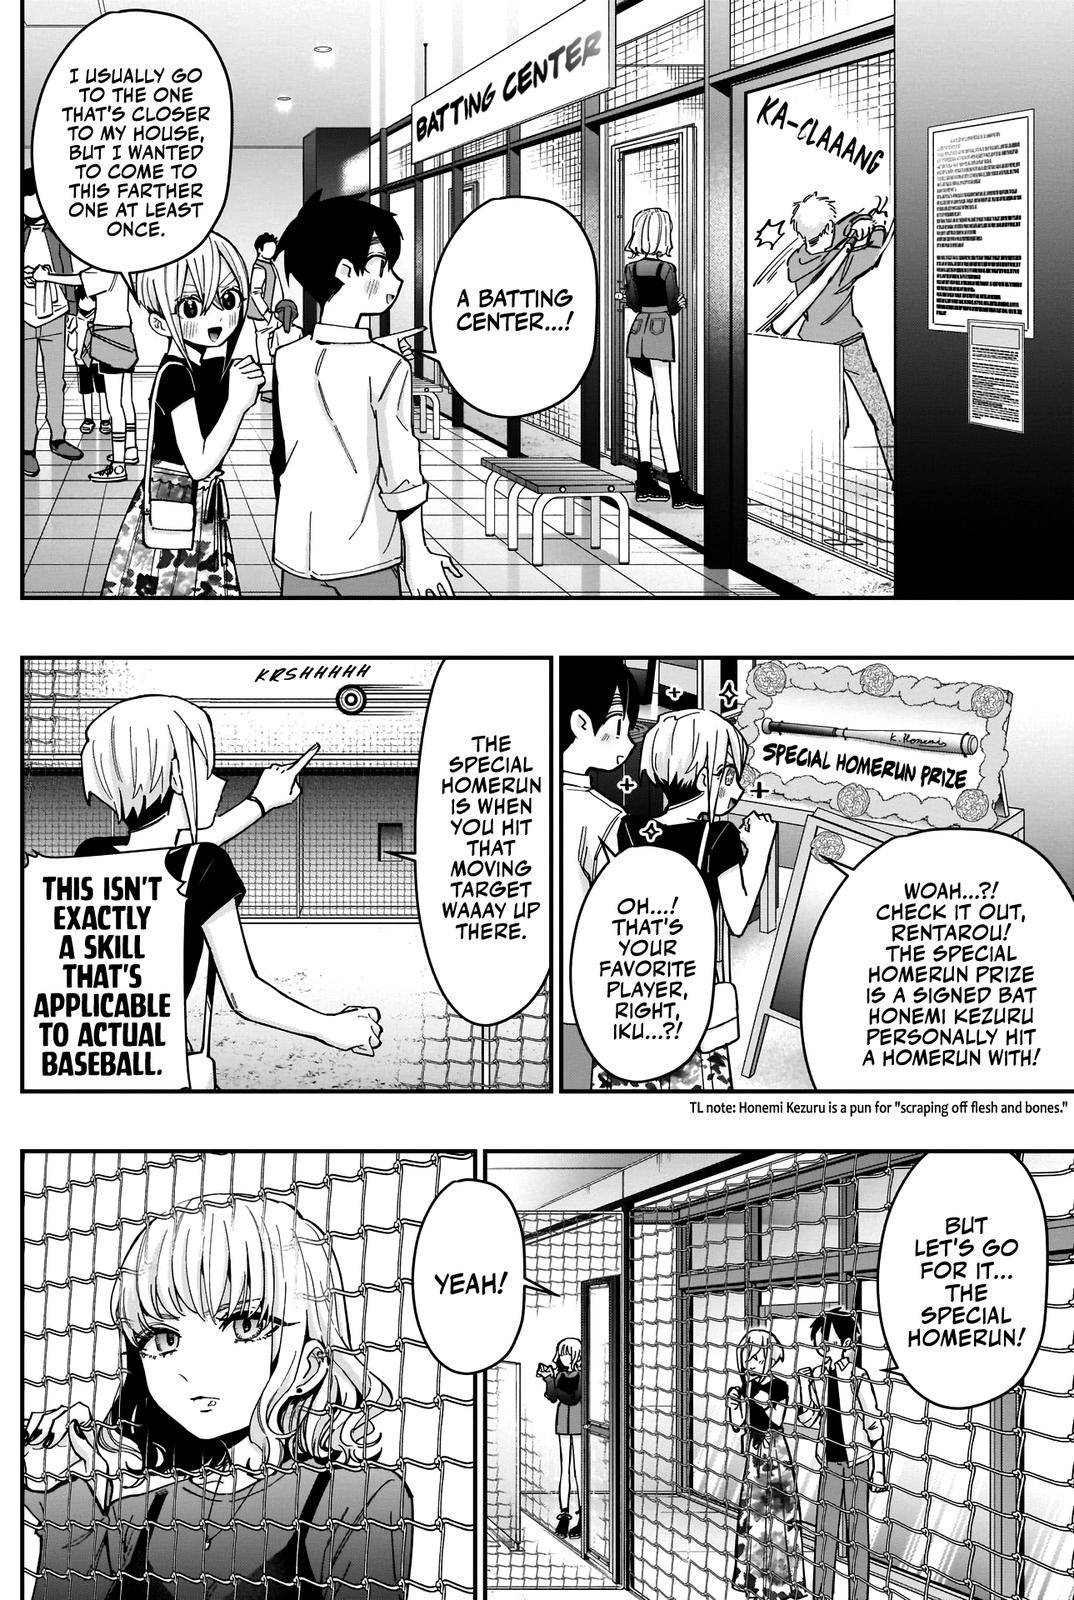 I USUALLY GO
TO THE ONE
THAT'S CLOSER
TO MY HOUSE,
BUT I WANTED
TO COME TO
THIS FARTHER
ONE AT LEAST
ONCE.
BATTING CENTER
A BATTING
CENTER...!
KA-CLAAANG
KRSHHHHH
THE
SPECIAL
HOMERUN
IS WHEN
YOU HIT
THAT
MOVING
TARGET
WAAAY UP
THERE.
THIS ISN'T
EXACTLY
A SKILL
THAT'S
APPLICABLE
TO ACTUAL
BASEBALL.
K. Honemi
SPECIAL HOMERUN PRIZE
WOAH...?!
CHECK IT OUT,
RENTAROU!
THE SPECIAL
HOMERUN PRIZE
IS A SIGNED BAT
HONEMI KEZURU
PERSONALLY HIT
A HOMERUN WITH!
OH...!
THAT'S
YOUR
FAVORITE
PLAYER,
RIGHT,
IKU...?!
TL note: Honemi Kezuru is a pun for "scraping off flesh and bones."
BUT
LET'S GO
FOR IT...
THE
SPECIAL
HOMERUN!
YEAH!